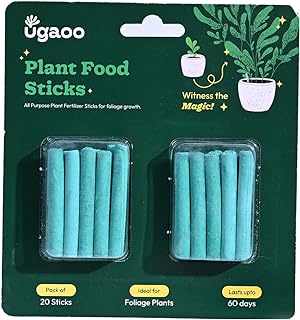 ugaoo
Plant Food
Sticks
All Purpose Plant Fertilizer Sticks for foliage growth.
Witness the
Magic!
Pack of
20 Sticks
Ideal for
Foliage Plants
Lasts upto
60 days